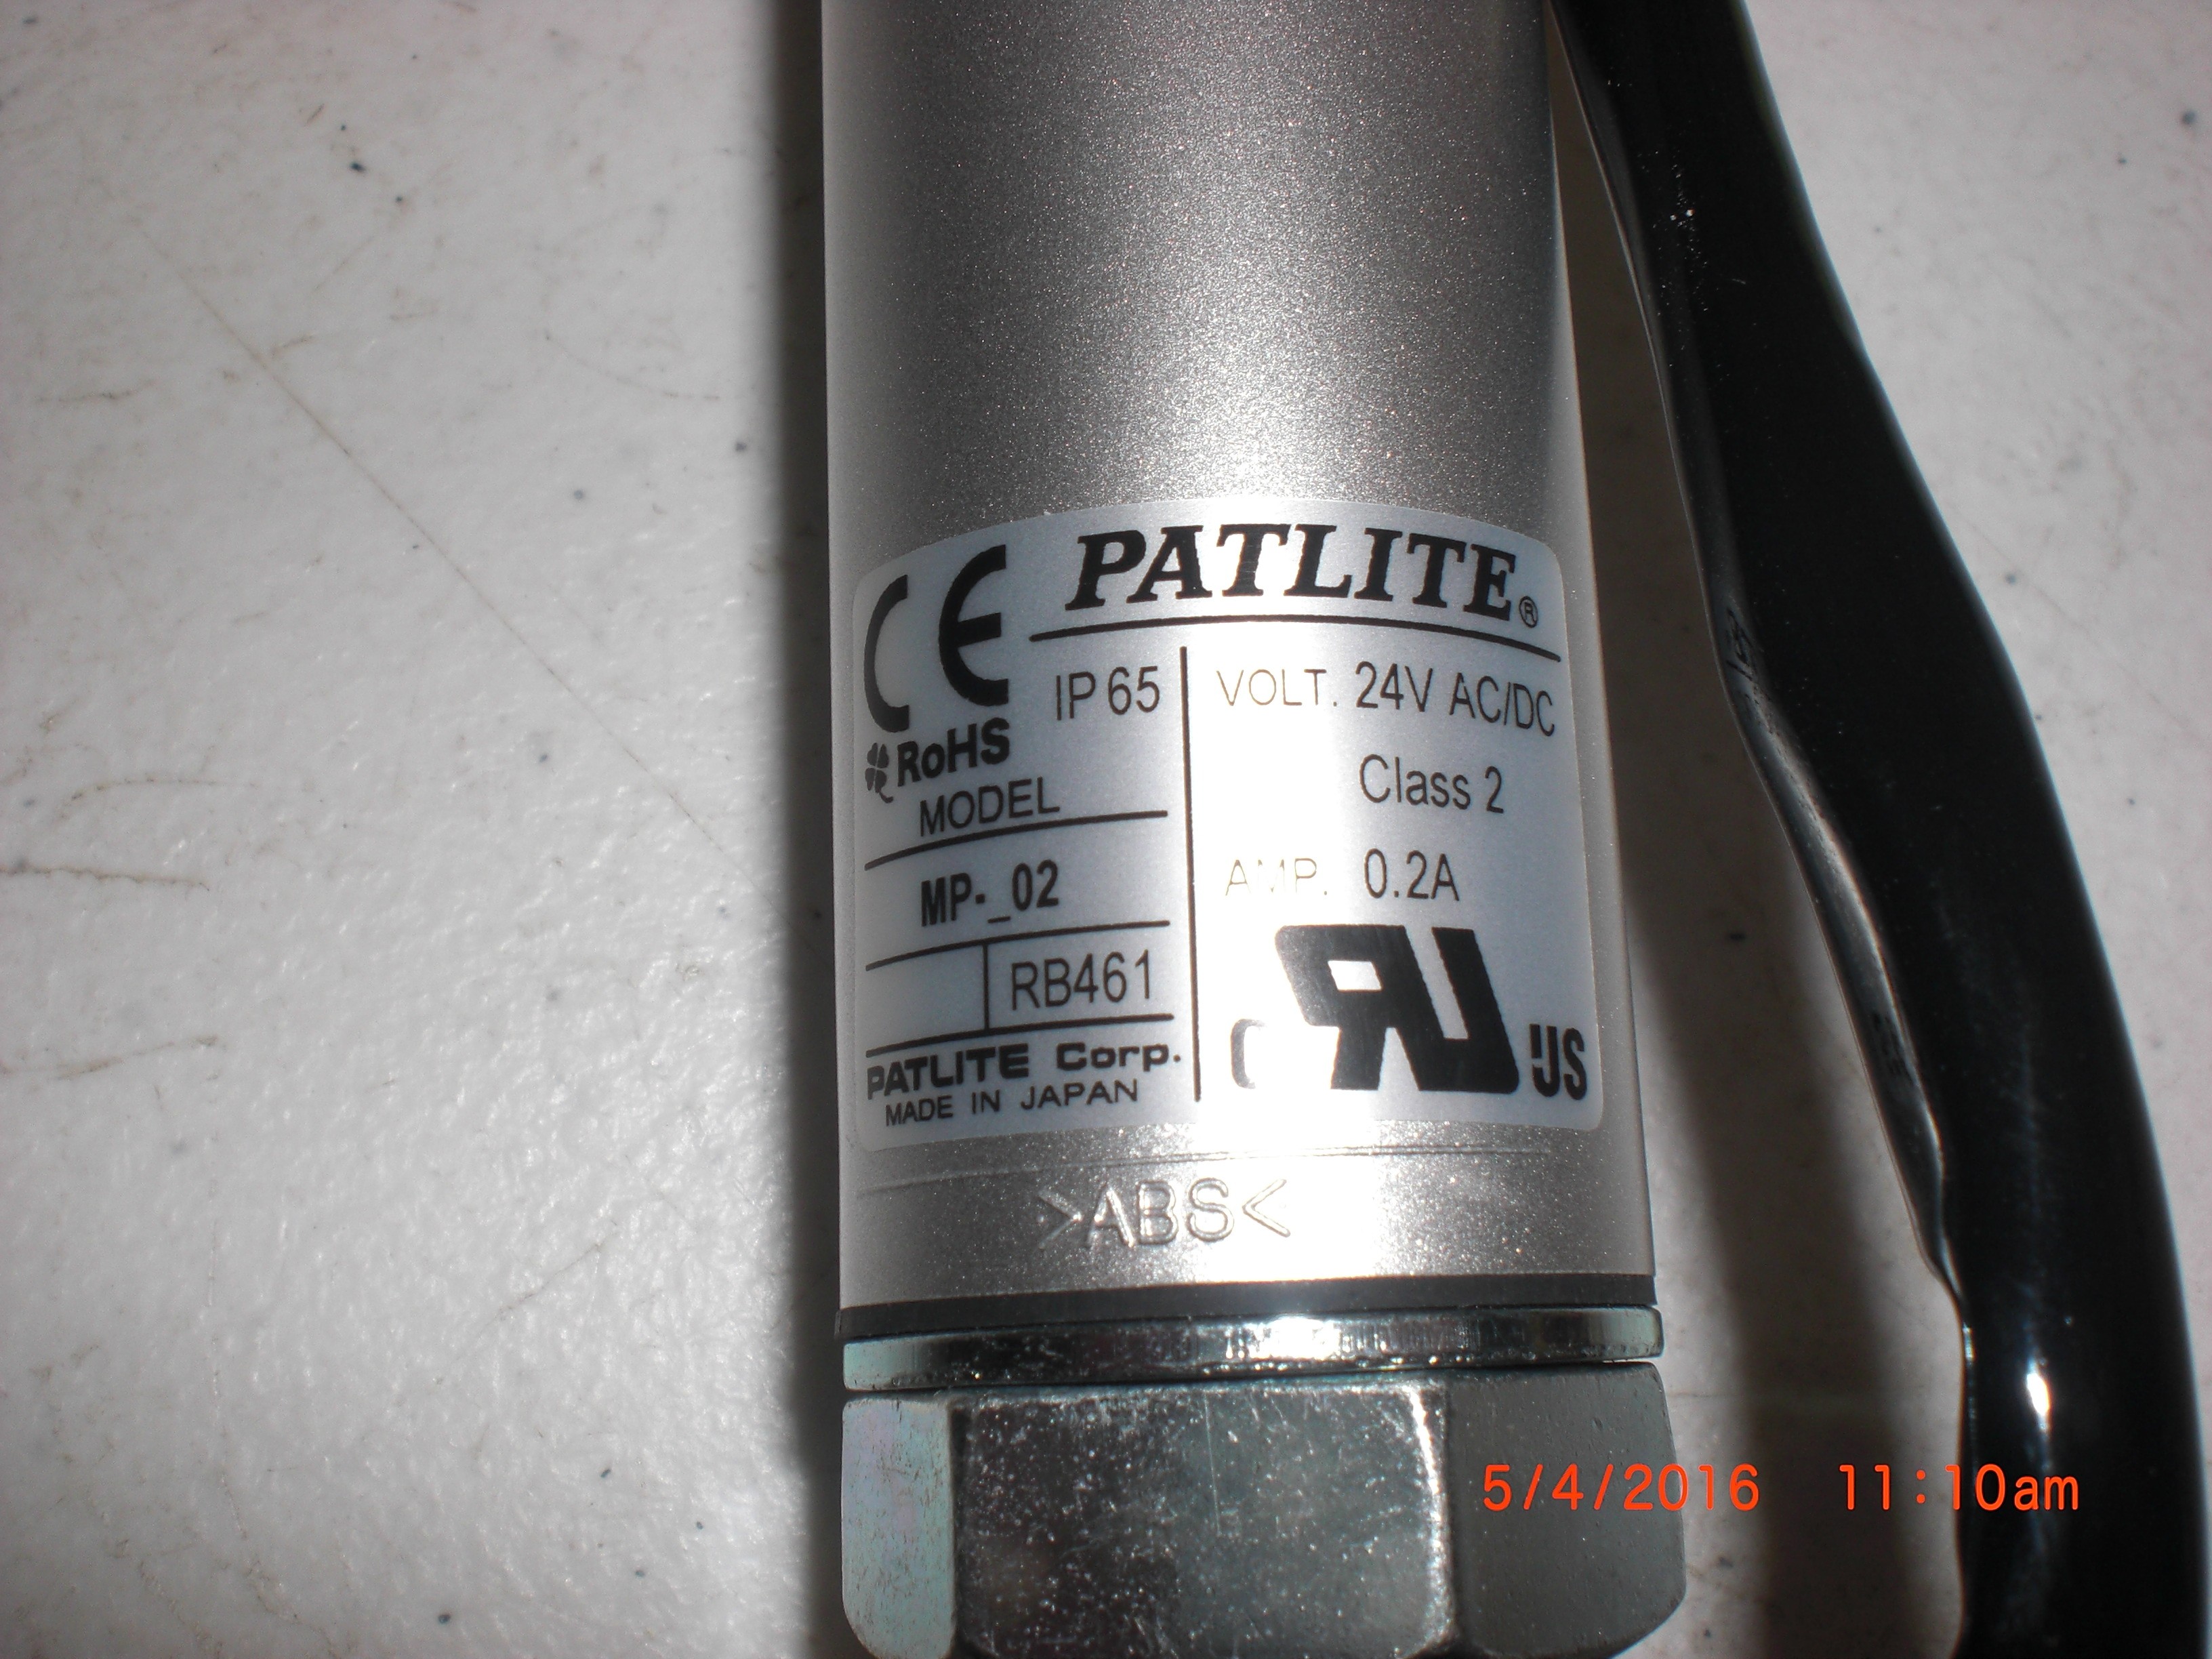 CE PATLITE®
IP 65
RoHS
MODEL
MP-_02
RB461
PATLITE Corp.
MADE IN JAPAN
VOLT. 24V AC/DC
Class 2
AMP. 0.2A
C RU US
>ABS<
5/4/2016 11:10am